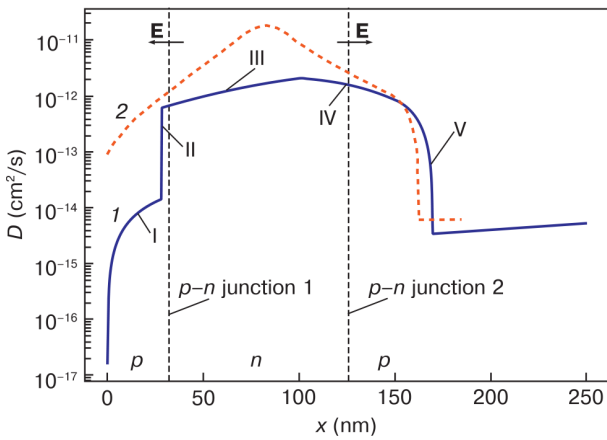 E E
10⁻¹¹
III
2
10⁻¹²
IV
II
V
10⁻¹³
D (cm²/s)
10⁻¹⁴
1
I
10⁻¹⁵
p–n junction 1
p–n junction 2
10⁻¹⁶
p n p
10⁻¹⁷
0 50 100 150 200 250
x (nm)